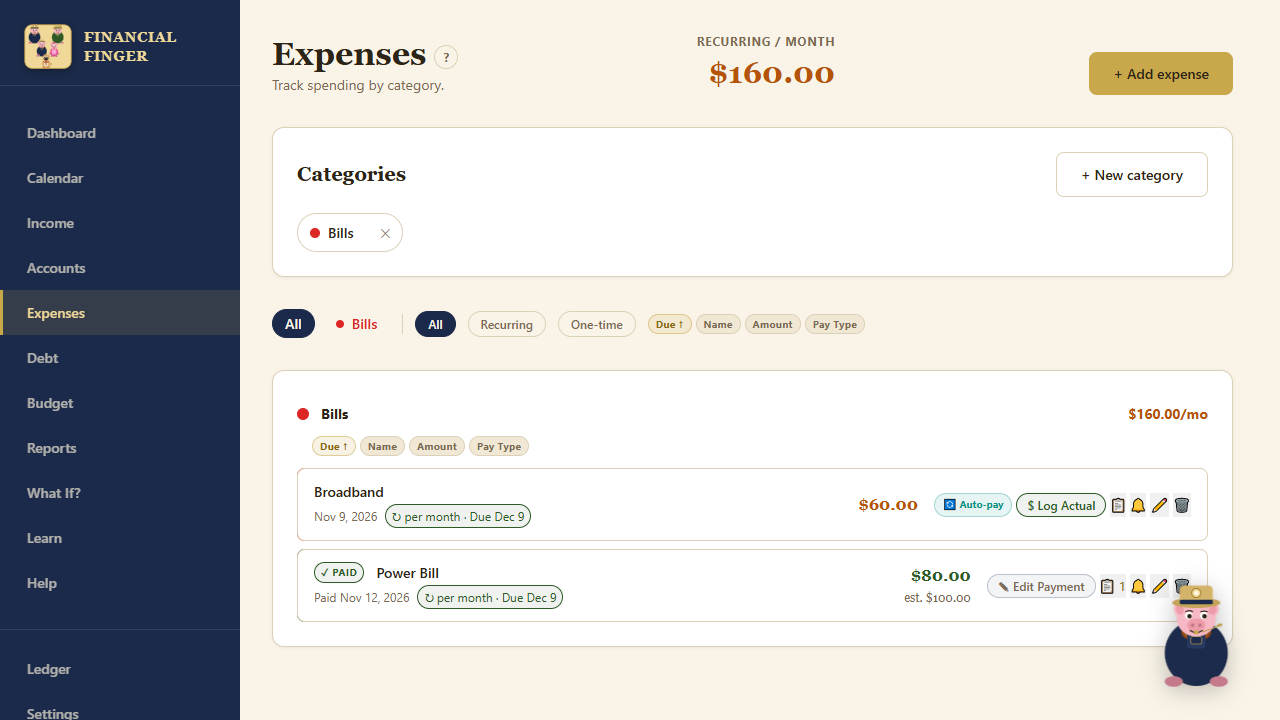 FINANCIAL
FINGER
Dashboard
Calendar
Income
Accounts
Expenses
Debt
Budget
Reports
What If?
Learn
Help
Ledger
Settings
Expenses ?
Track spending by category.
RECURRING / MONTH
$160.00
+ Add expense
Categories
+ New category
Bills ×
All Bills All Recurring One-time Due ↑ Name Amount Pay Type
Bills $160.00/mo
Due ↑ Name Amount Pay Type
Broadband
Nov 9, 2026 ↻ per month · Due Dec 9
$60.00 Auto-pay $ Log Actual
✓ PAID Power Bill
Paid Nov 12, 2026 ↻ per month · Due Dec 9
$80.00
est. $100.00
✎ Edit Payment 1